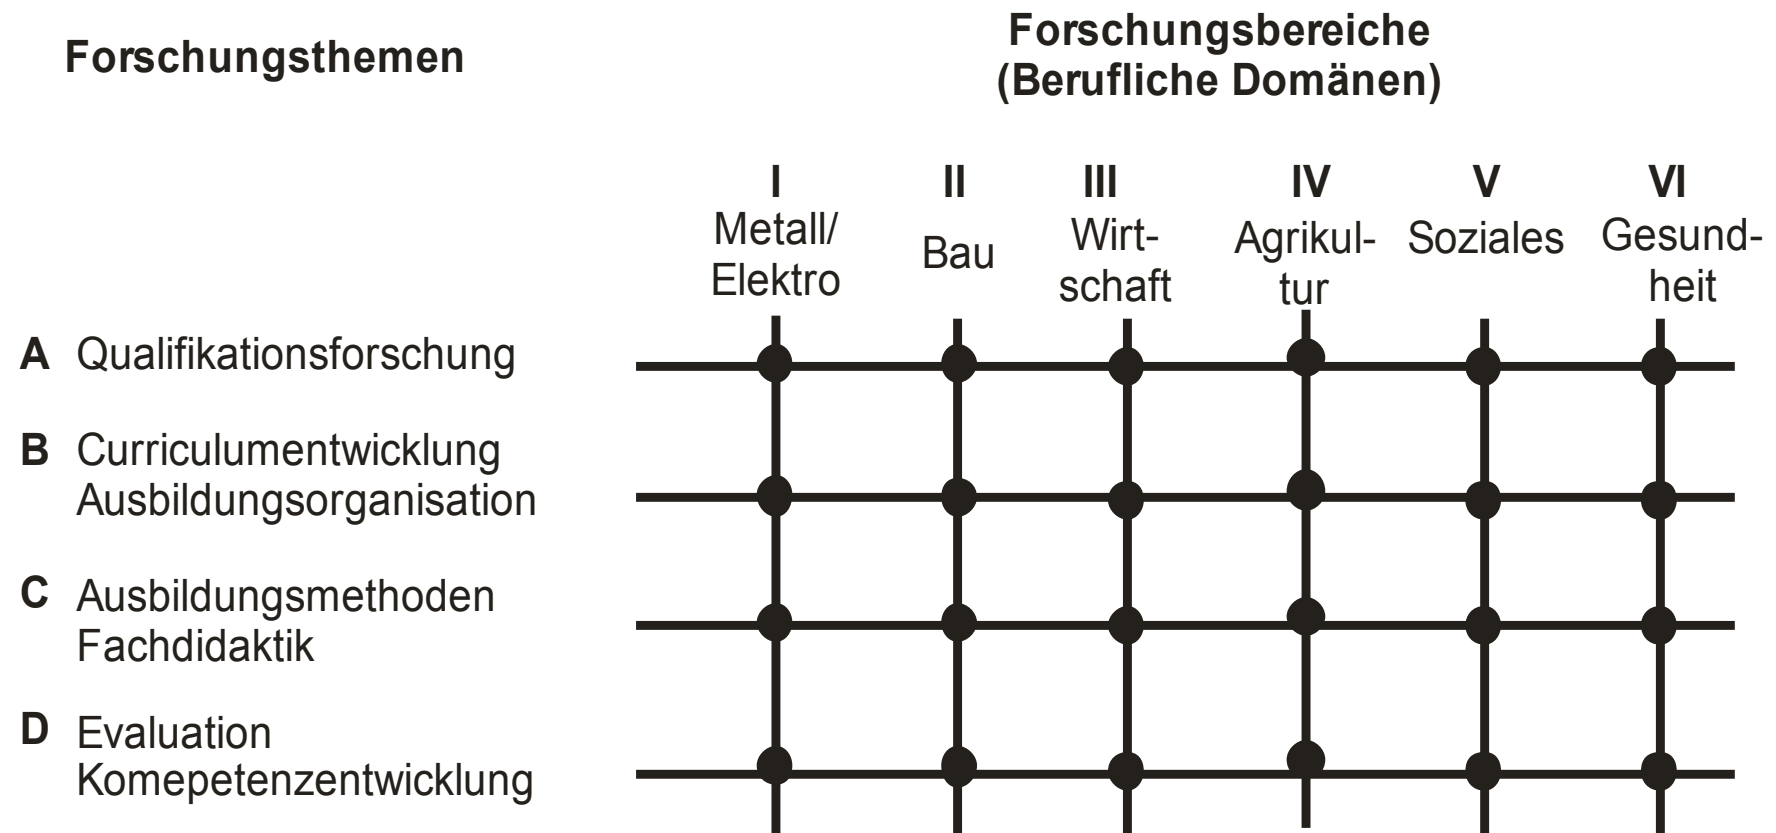 Forschungsthemen
Forschungsbereiche
(Berufliche Domänen)
I
Metall/
Elektro
II
Bau
III
Wirt-
schaft
IV
Agrikul-
tur
V
Soziales
VI
Gesund-
heit
A Qualifikationsforschung
B Curriculumentwicklung
Ausbildungsorganisation
C Ausbildungsmethoden
Fachdidaktik
D Evaluation
Komepetenzentwicklung